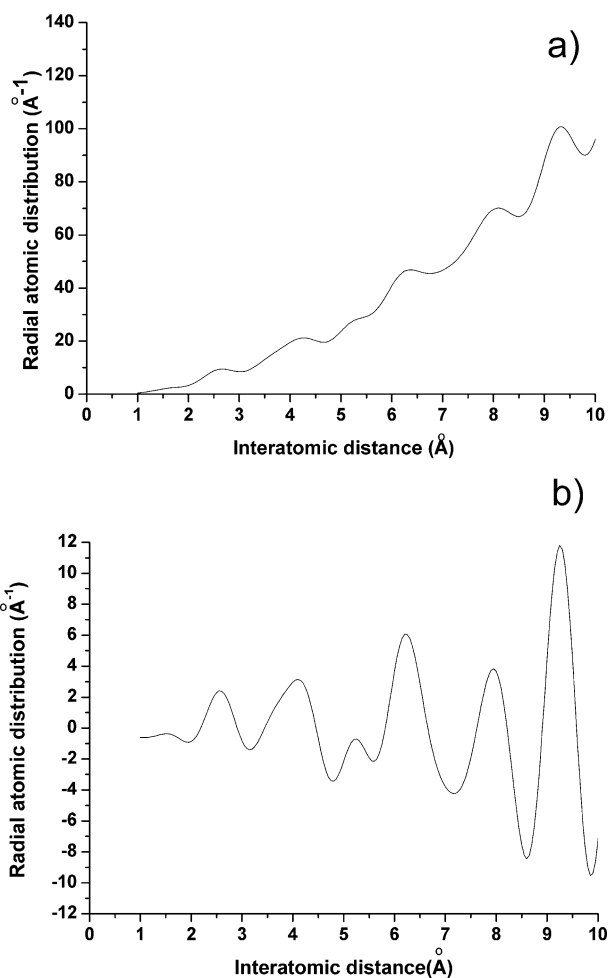 a)
140
120
100
80
60
40
20
0
Radial atomic distribution (Å⁻¹)
0 1 2 3 4 5 6 7 8 9 10
Interatomic distance (Å)
b)
12
10
8
6
4
2
0
-2
-4
-6
-8
-10
-12
Radial atomic distribution (Å⁻¹)
0 1 2 3 4 5 6 7 8 9 10
Interatomic distance(Å)